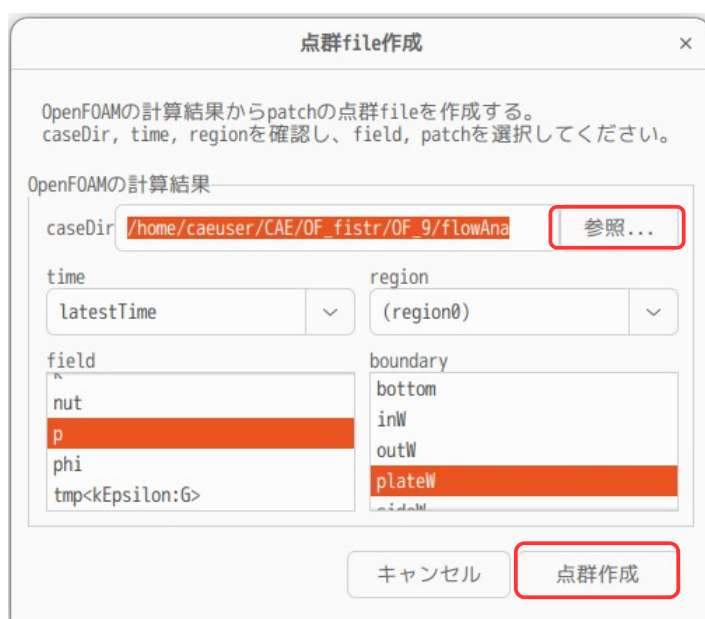 点群file作成
×
OpenFOAMの計算結果からpatchの点群fileを作成する。
caseDir, time, regionを確認し、field, patchを選択してください。
OpenFOAMの計算結果
caseDir /home/caeuser/CAE/OF_fistr/OF_9/flowAna 参照...
time region
latestTime (region0)
field boundary
k
nut
p
phi
tmp<kEpsilon:G>
bottom
inW
outW
plateW
sideW
キャンセル 点群作成